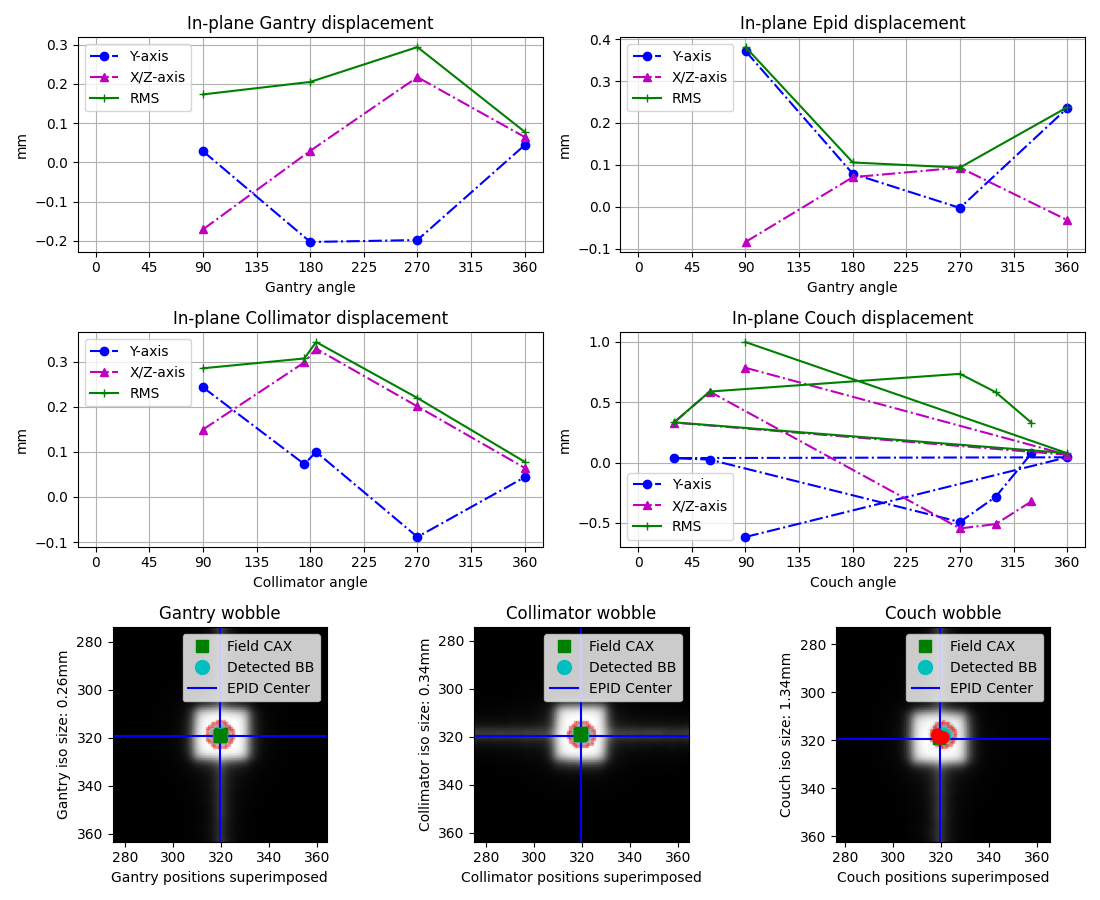 In-plane Gantry displacement
mm
0.3
0.2
0.1
0.0
−0.1
−0.2
Y-axis
X/Z-axis
RMS
0 45 90 135 180 225 270 315 360
Gantry angle
In-plane Epid displacement
mm
0.4
0.3
0.2
0.1
0.0
−0.1
Y-axis
X/Z-axis
RMS
0 45 90 135 180 225 270 315 360
Gantry angle
In-plane Collimator displacement
mm
0.3
0.2
0.1
0.0
−0.1
Y-axis
X/Z-axis
RMS
0 45 90 135 180 225 270 315 360
Collimator angle
In-plane Couch displacement
mm
1.0
0.5
0.0
−0.5
Y-axis
X/Z-axis
RMS
0 45 90 135 180 225 270 315 360
Couch angle
Gantry wobble
Gantry iso size: 0.26mm
280
300
320
340
360
Field CAX
Detected BB
EPID Center
280 300 320 340 360
Gantry positions superimposed
Collimator wobble
Collimator iso size: 0.34mm
280
300
320
340
360
Field CAX
Detected BB
EPID Center
280 300 320 340 360
Collimator positions superimposed
Couch wobble
Couch iso size: 1.34mm
280
300
320
340
360
Field CAX
Detected BB
EPID Center
280 300 320 340 360
Couch positions superimposed